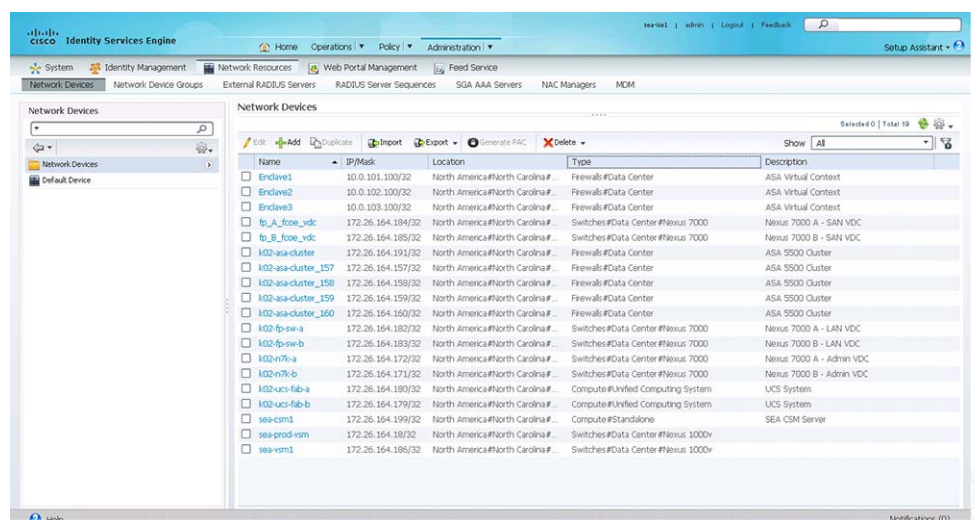 sea-ise1 | admin | Logout | Feedback
cisco Identity Services Engine
Home Operations Policy Administration
Setup Assistant
System Identity Management Network Resources Web Portal Management Feed Service
Network Devices Network Device Groups External RADIUS Servers RADIUS Server Sequences SGA AAA Servers NAC Managers MDM
Network Devices
Network Devices
Default Device
Network Devices
Selected 0 | Total 19
Edit Add Duplicate Import Export Generate PAC Delete Show All
Name IP/Mask Location Type Description
Enclave1 10.0.101.100/32 North America#North Carolina#... Firewalls#Data Center ASA Virtual Context
Enclave2 10.0.102.100/32 North America#North Carolina#... Firewalls#Data Center ASA Virtual Context
Enclave3 10.0.103.100/32 North America#North Carolina#... Firewalls#Data Center ASA Virtual Context
fp_A_fcoe_vdc 172.26.164.184/32 North America#North Carolina#... Switches#Data Center#Nexus 7000 Nexus 7000 A - SAN VDC
fp_B_fcoe_vdc 172.26.164.185/32 North America#North Carolina#... Switches#Data Center#Nexus 7000 Nexus 7000 B - SAN VDC
k02-asa-cluster 172.26.164.191/32 North America#North Carolina#... Firewalls#Data Center ASA 5500 Cluster
k02-asa-cluster_157 172.26.164.157/32 North America#North Carolina#... Firewalls#Data Center ASA 5500 Cluster
k02-asa-cluster_158 172.26.164.158/32 North America#North Carolina#... Firewalls#Data Center ASA 5500 Cluster
k02-asa-cluster_159 172.26.164.159/32 North America#North Carolina#... Firewalls#Data Center ASA 5500 Cluster
k02-asa-cluster_160 172.26.164.160/32 North America#North Carolina#... Firewalls#Data Center ASA 5500 Cluster
k02-fp-sw-a 172.26.164.182/32 North America#North Carolina#... Switches#Data Center#Nexus 7000 Nexus 7000 A - LAN VDC
k02-fp-sw-b 172.26.164.183/32 North America#North Carolina#... Switches#Data Center#Nexus 7000 Nexus 7000 B - LAN VDC
k02-n7k-a 172.26.164.172/32 North America#North Carolina#... Switches#Data Center#Nexus 7000 Nexus 7000 A - Admin VDC
k02-n7k-b 172.26.164.171/32 North America#North Carolina#... Switches#Data Center#Nexus 7000 Nexus 7000 B - Admin VDC
k02-ucs-fab-a 172.26.164.180/32 North America#North Carolina#... Compute#Unified Computing System UCS System
k02-ucs-fab-b 172.26.164.179/32 North America#North Carolina#... Compute#Unified Computing System UCS System
sea-csm1 172.26.164.199/32 North America#North Carolina#... Compute#Standalone SEA CSM Server
sea-prod-vsm 172.26.164.18/32 North America#North Carolina#... Switches#Data Center#Nexus 1000v
sea-vsm1 172.26.164.186/32 North America#North Carolina#... Switches#Data Center#Nexus 1000v
Help Notifications (0)